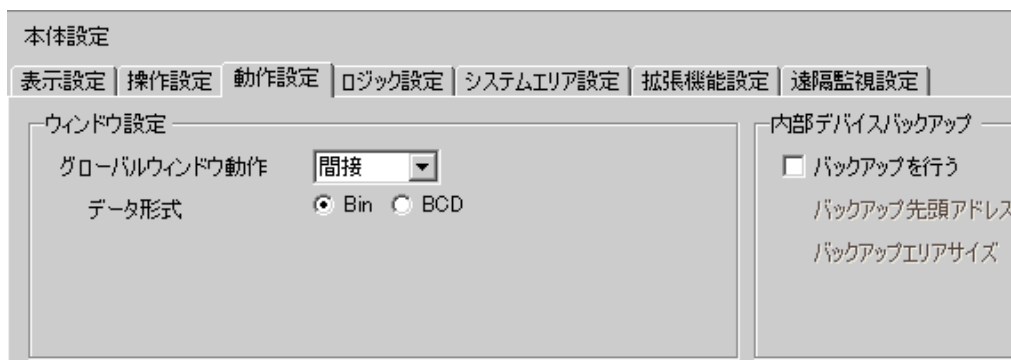 本体設定
表示設定 操作設定 動作設定 ロジック設定 システムエリア設定 拡張機能設定 遠隔監視設定
ウィンドウ設定 内部デバイスバックアップ
グローバルウィンドウ動作 間接 バックアップを行う
データ形式 Bin BCD バックアップ先頭アドレス
バックアップエリアサイズ